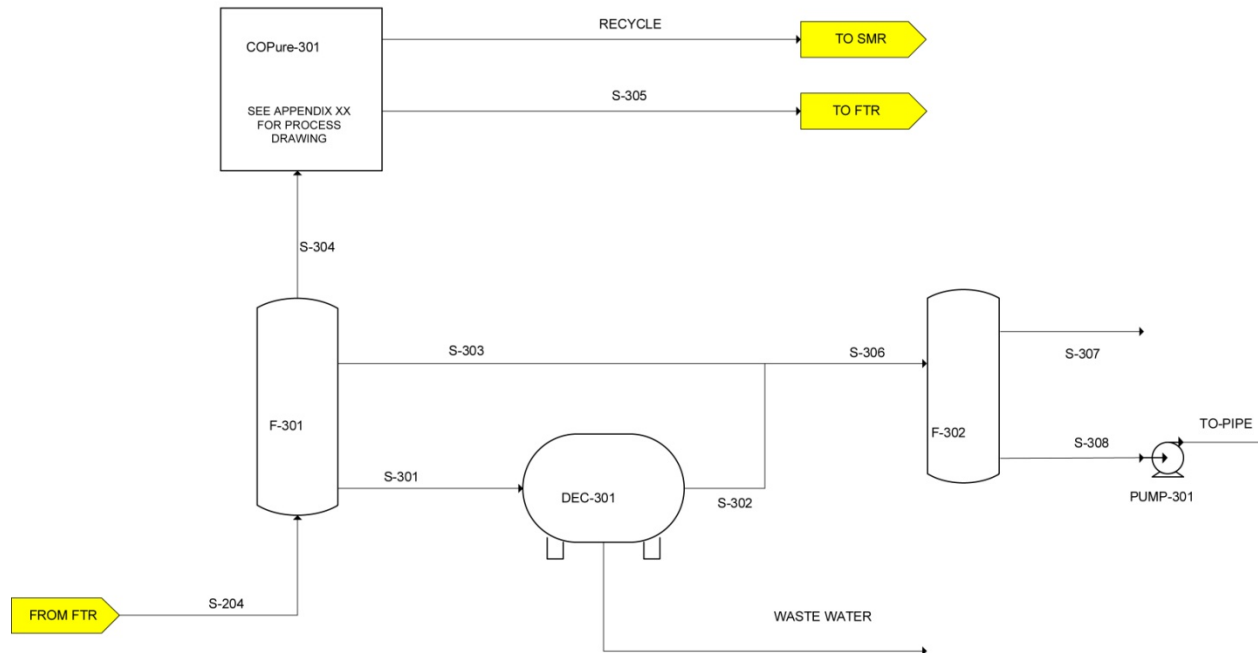 RECYCLE
TO SMR
COPure-301
S-305
TO FTR
SEE APPENDIX XX
FOR PROCESS
DRAWING
S-304
S-303
S-306
S-307
F-301
F-302
TO-PIPE
S-308
S-301
DEC-301
S-302
PUMP-301
S-204
FROM FTR
WASTE WATER